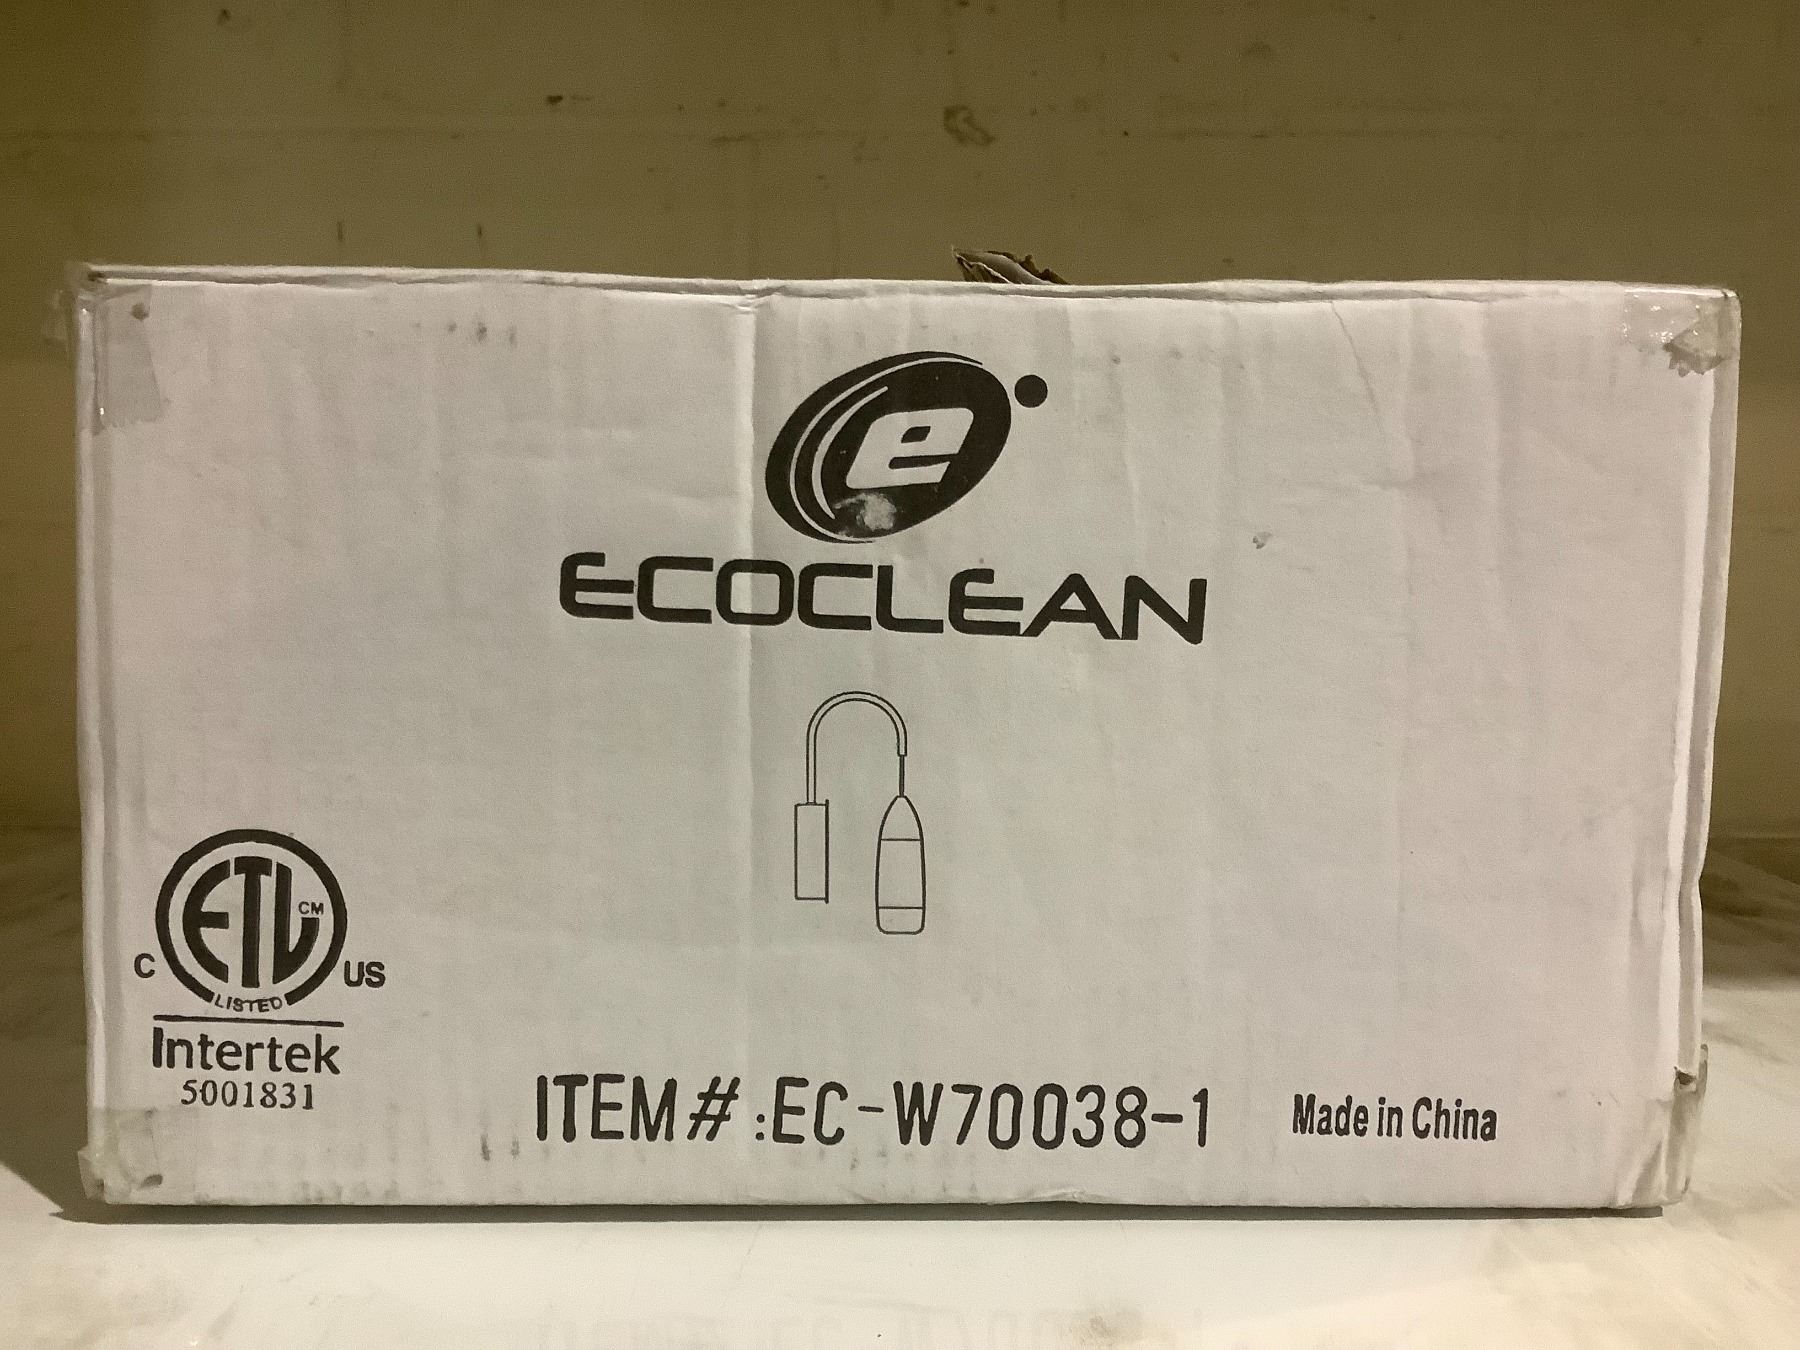 e
ECOCLEAN
ETL CM
C US
LISTED
Intertek
5001831
ITEM# :EC-W70038-1 Made in China